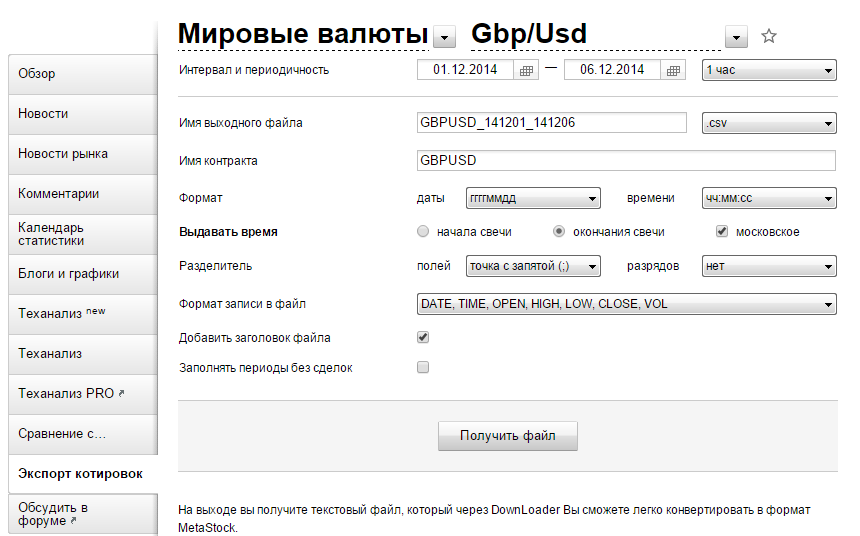 Мировые валюты Gbp/Usd
Обзор
Новости
Новости рынка
Комментарии
Календарь
статистики
Блоги и графики
Теханализ new
Теханализ
Теханализ PRO
Сравнение с...
Экспорт котировок
Обсудить в
форуме
Интервал и периодичность 01.12.2014 — 06.12.2014 1 час
Имя выходного файла GBPUSD_141201_141206 .csv
Имя контракта GBPUSD
Формат даты ггггммдд времени чч:мм:сс
Выдавать время начала свечи окончания свечи московское
Разделитель полей точка с запятой (;) разрядов нет
Формат записи в файл DATE, TIME, OPEN, HIGH, LOW, CLOSE, VOL
Добавить заголовок файла
Заполнять периоды без сделок
Получить файл
На выходе вы получите текстовый файл, который через DownLoader Вы сможете легко конвертировать в формат
MetaStock.